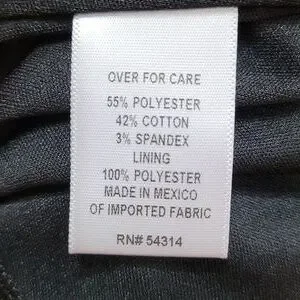 OVER FOR CARE
55% POLYESTER
42% COTTON
3% SPANDEX
LINING
100% POLYESTER
MADE IN MEXICO
OF IMPORTED FABRIC
RN# 54314